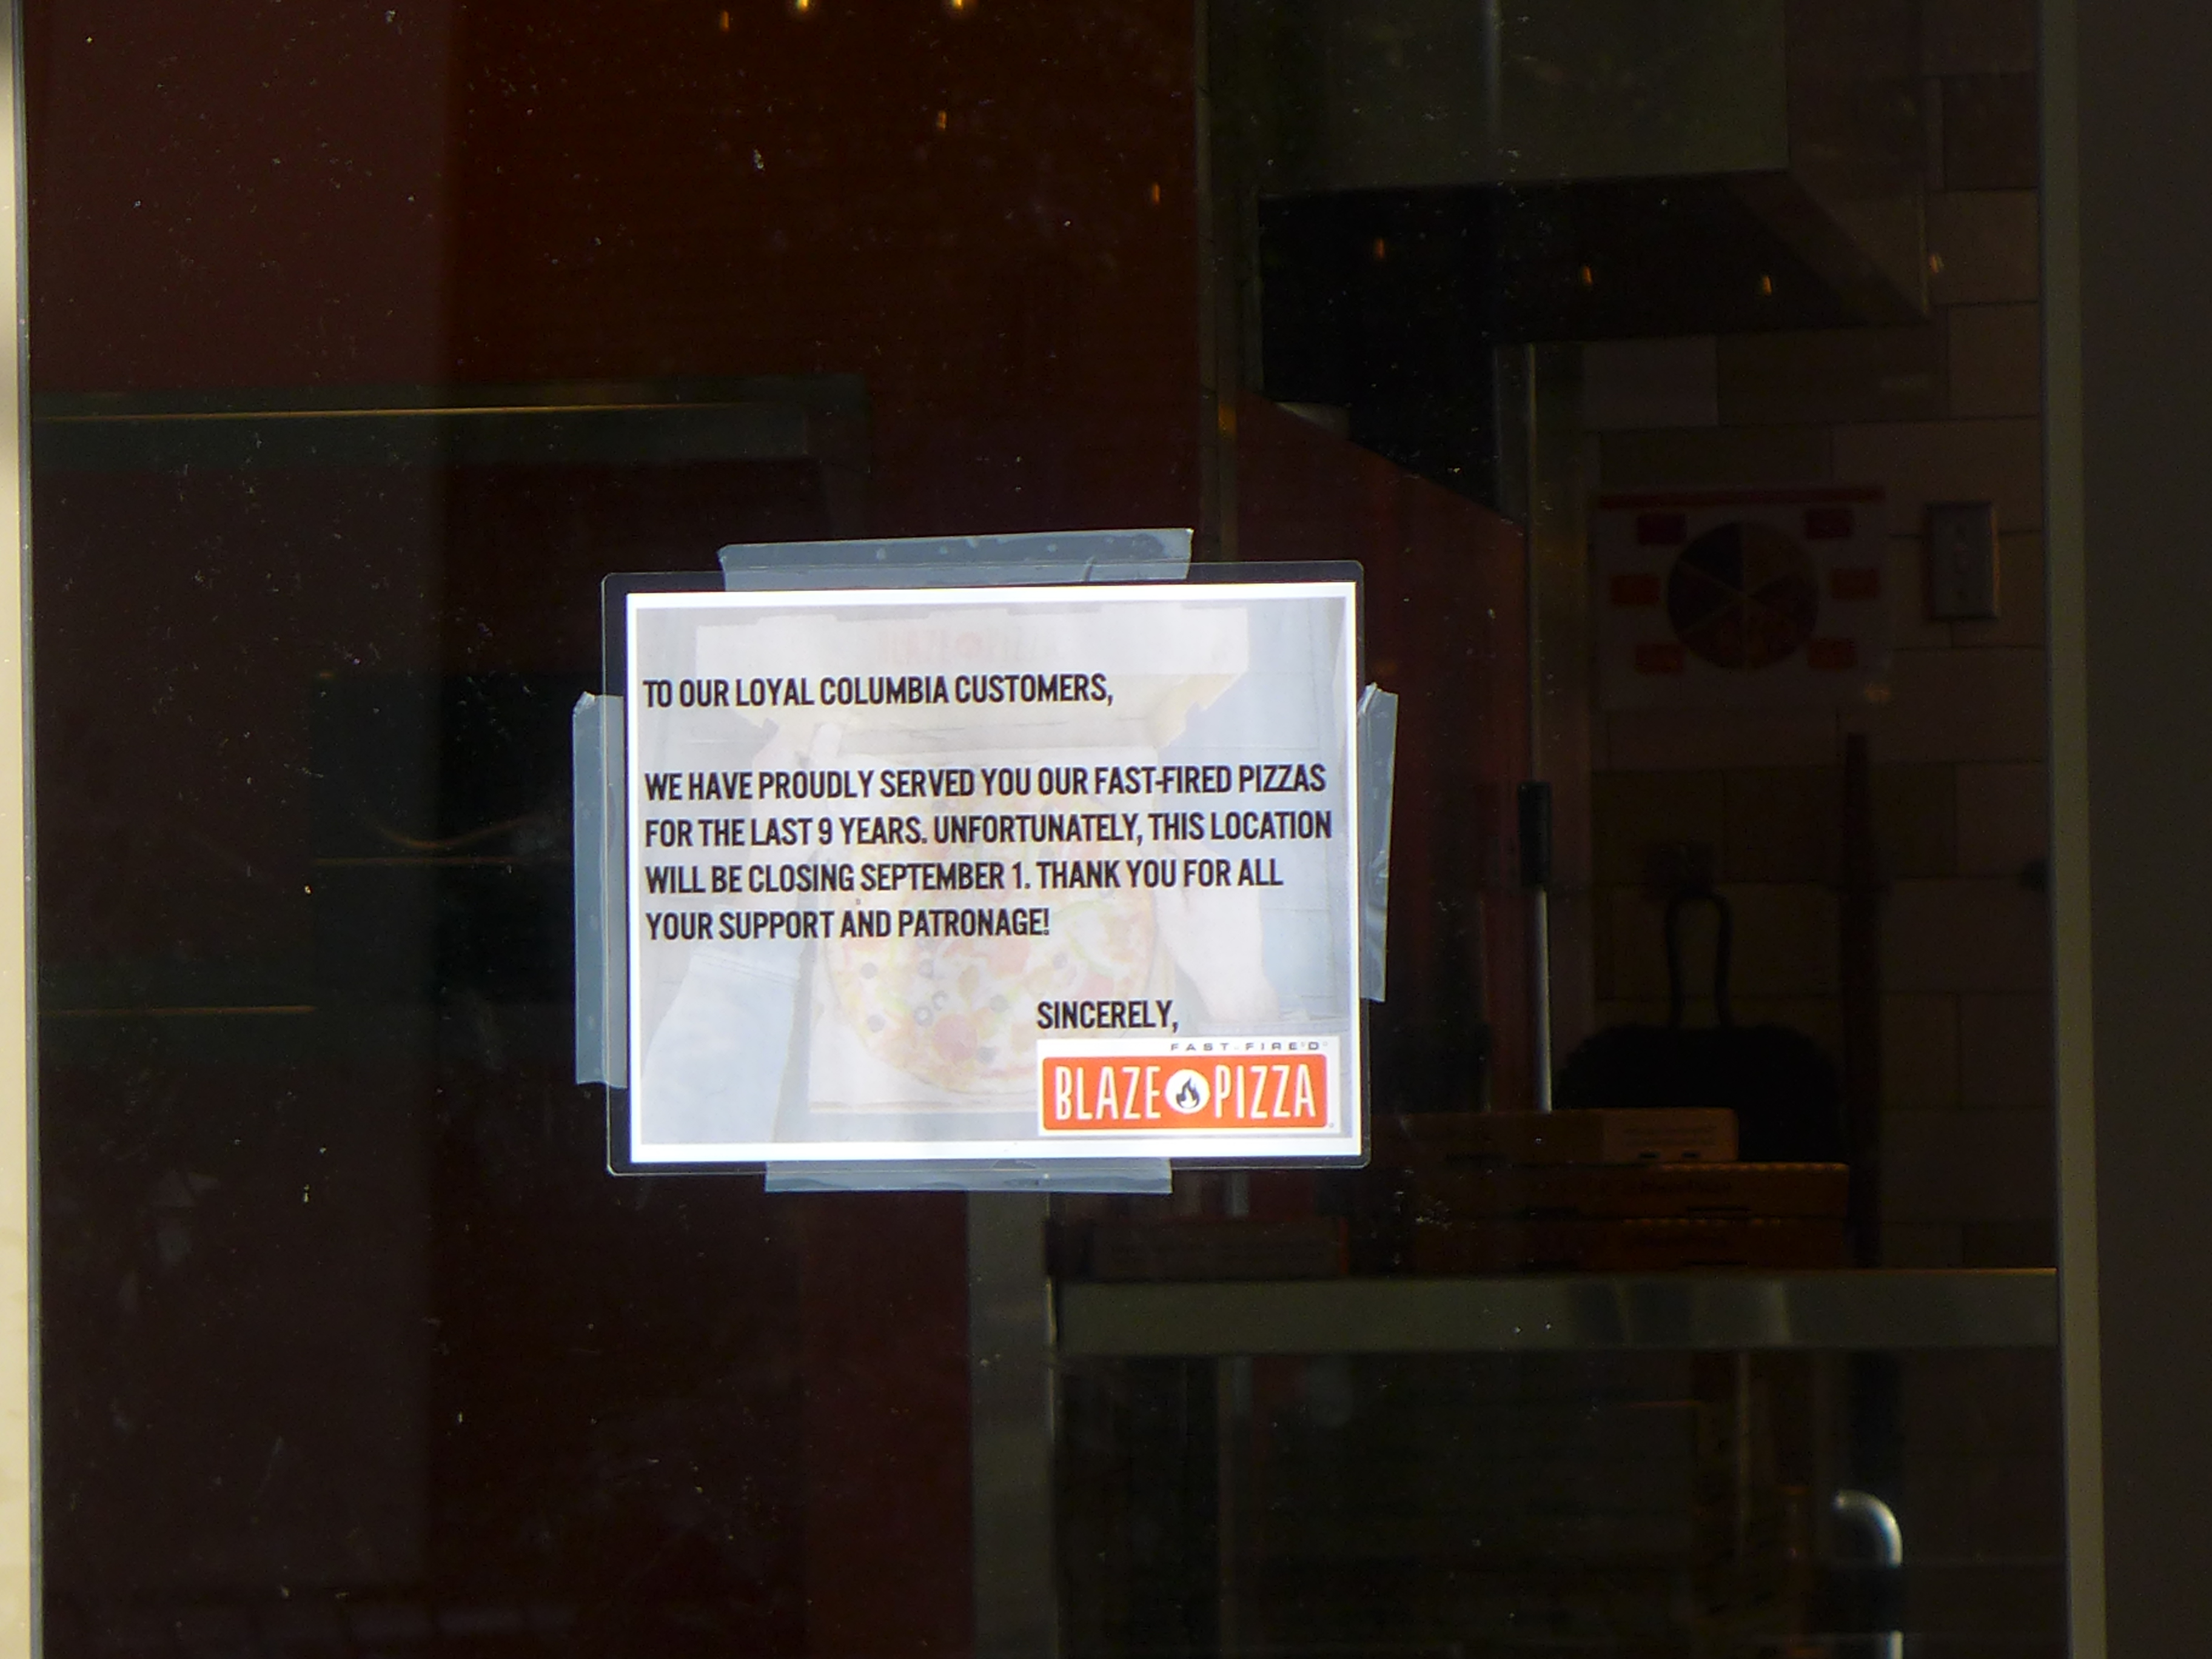 TO OUR LOYAL COLUMBIA CUSTOMERS,
WE HAVE PROUDLY SERVED YOU OUR FAST-FIRED PIZZAS
FOR THE LAST 9 YEARS. UNFORTUNATELY, THIS LOCATION
WILL BE CLOSING SEPTEMBER 1. THANK YOU FOR ALL
YOUR SUPPORT AND PATRONAGE!
SINCERELY,
FAST-FIRE'D
BLAZE PIZZA